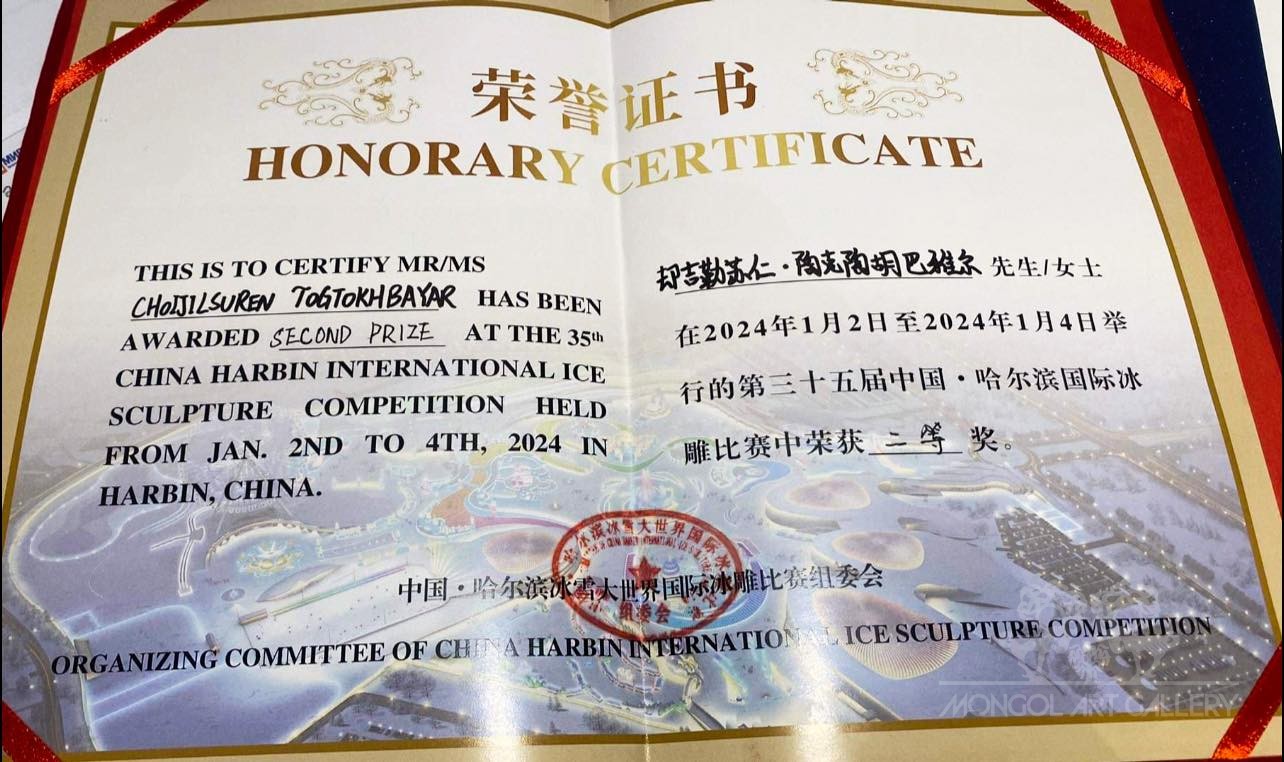 荣誉证书
HONORARY CERTIFICATE
THIS IS TO CERTIFY MR/MS
CHOIJILSUREN TOGTOKHBAYAR HAS BEEN
AWARDED SECOND PRIZE AT THE 35th
CHINA HARBIN INTERNATIONAL ICE
SCULPTURE COMPETITION HELD
FROM JAN. 2ND TO 4TH, 2024 IN
HARBIN, CHINA.
却吉勒苏仁·陶克陶胡巴雅尔 先生/女士
在2024年1月2日至2024年1月4日举
行的第三十五届中国·哈尔滨国际冰
雕比赛中荣获 二等 奖。
组委会
中国·哈尔滨冰雪大世界国际冰雕比赛组委会
ORGANIZING COMMITTEE OF CHINA HARBIN INTERNATIONAL ICE SCULPTURE COMPETITION
MONGOL ART GALLERY